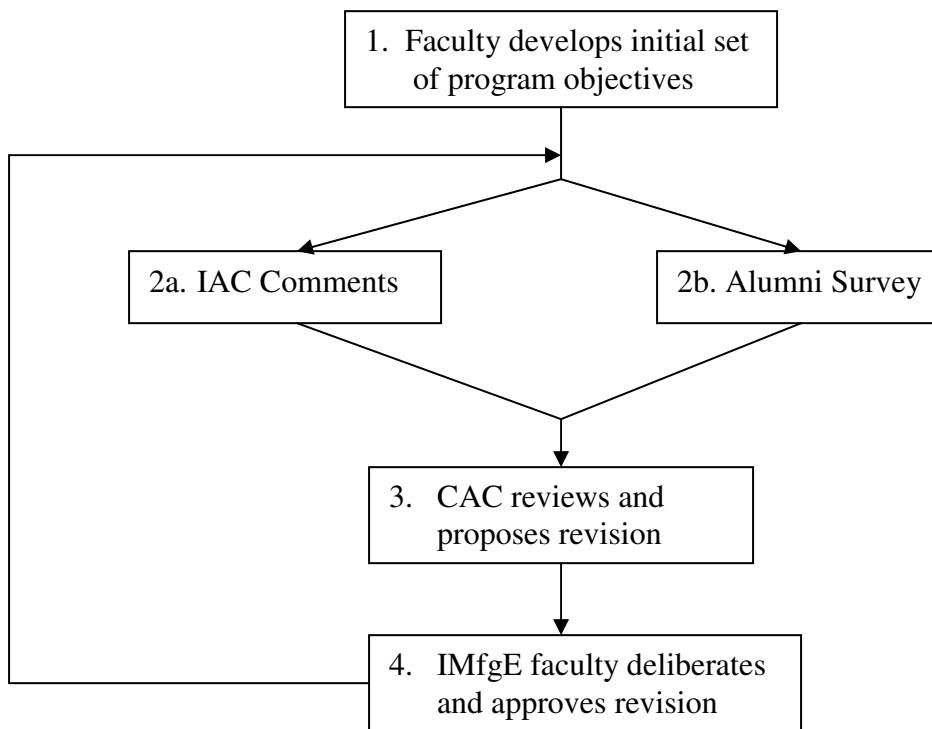 1. Faculty develops initial set
of program objectives
2a. IAC Comments
2b. Alumni Survey
3. CAC reviews and
proposes revision
4. IMfgE faculty deliberates
and approves revision